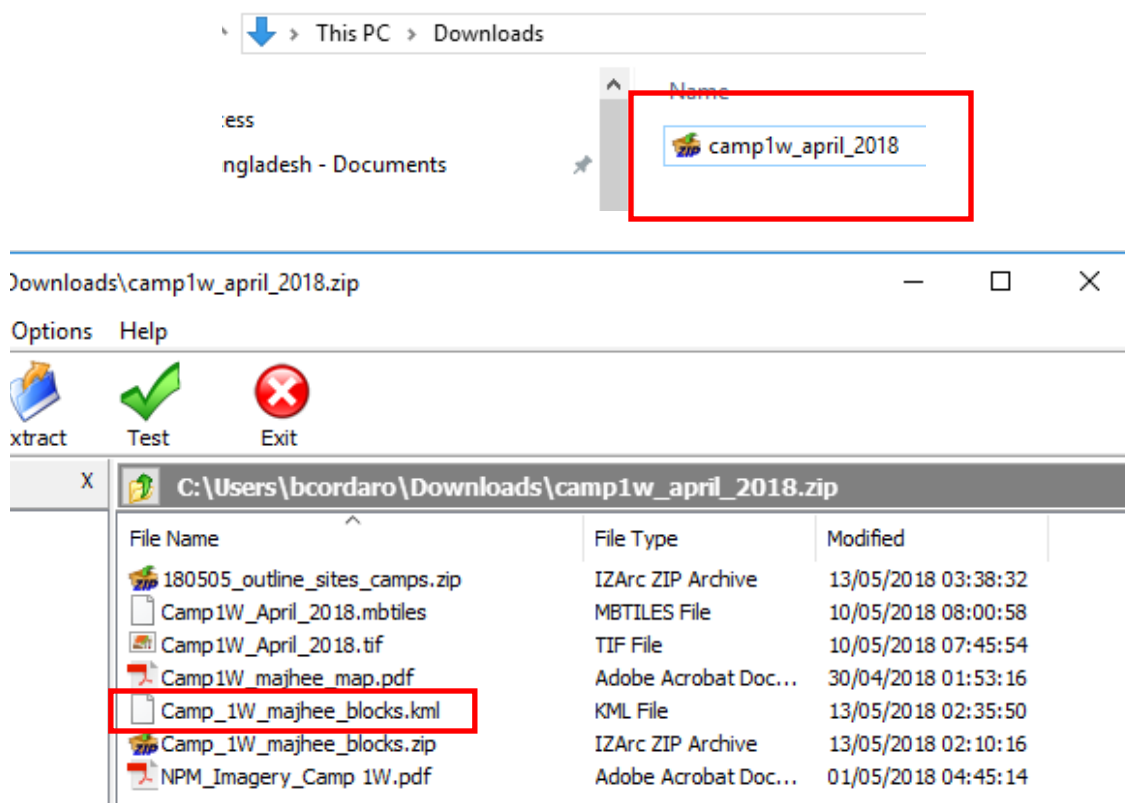 > This PC > Downloads
Name
:ess
ngladesh - Documents
camp1w_april_2018
Downloads\camp1w_april_2018.zip
Options Help
xtract Test Exit
X C:\Users\bcordaro\Downloads\camp1w_april_2018.zip
File Name File Type Modified
180505_outline_sites_camps.zip IZArc ZIP Archive 13/05/2018 03:38:32
Camp1W_April_2018.mbtiles MBTILES File 10/05/2018 08:00:58
Camp1W_April_2018.tif TIF File 10/05/2018 07:45:54
Camp1W_majhee_map.pdf Adobe Acrobat Doc... 30/04/2018 01:53:16
Camp_1W_majhee_blocks.kml KML File 13/05/2018 02:35:50
Camp_1W_majhee_blocks.zip IZArc ZIP Archive 13/05/2018 02:10:16
NPM_Imagery_Camp 1W.pdf Adobe Acrobat Doc... 01/05/2018 04:45:14